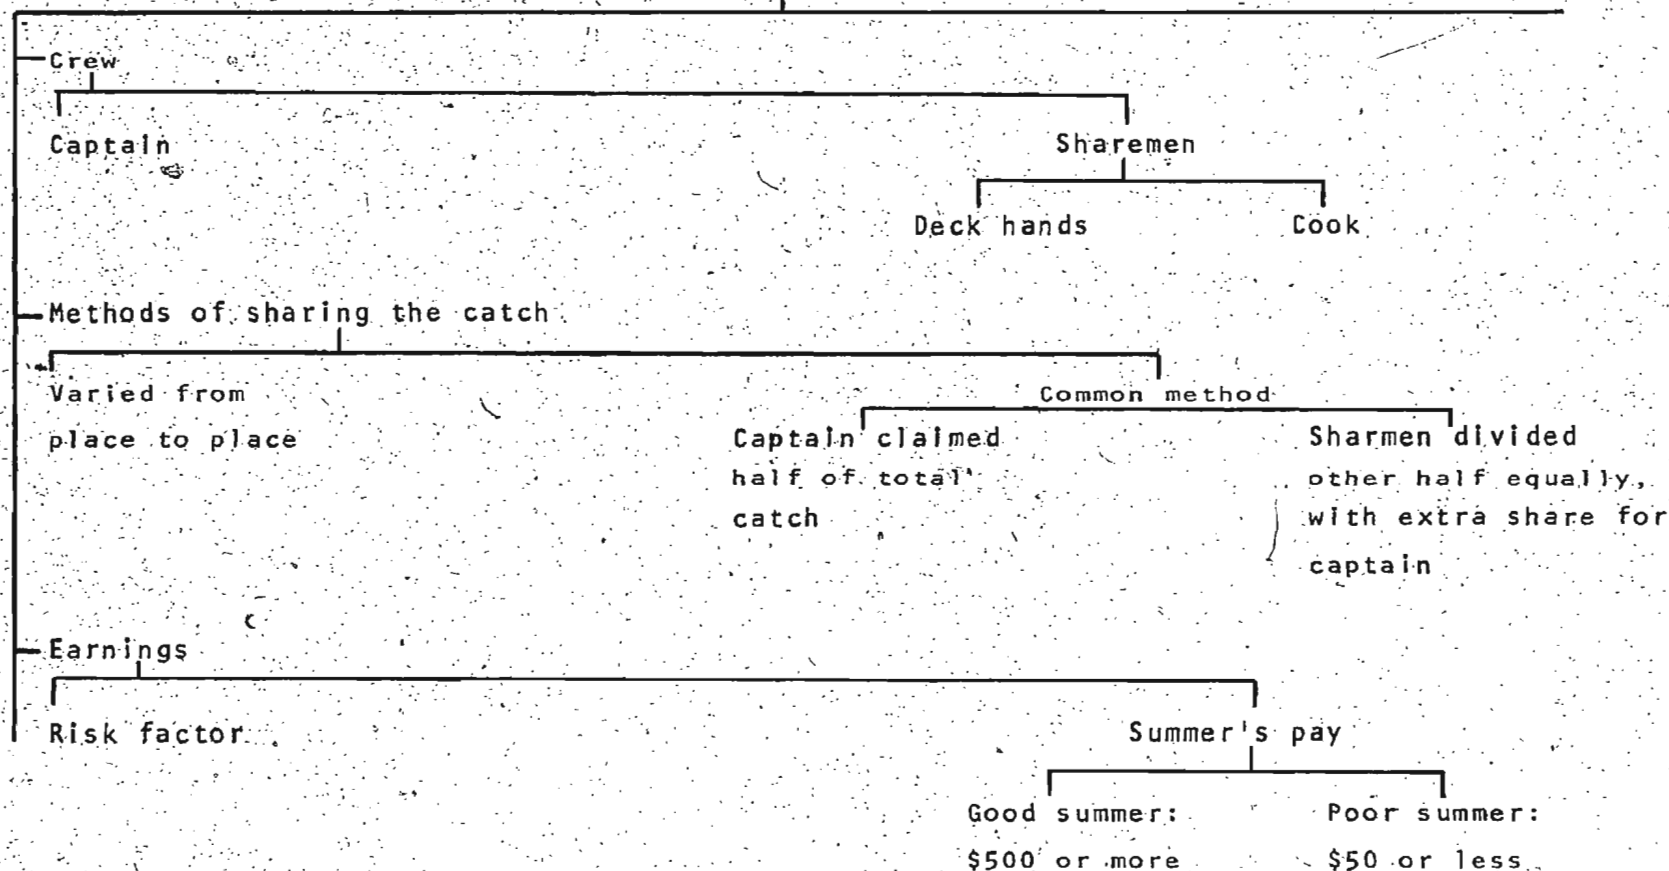 Crew
Captain
Sharemen
Deck hands
Cook
Methods of sharing the catch
Varied from
place to place
Common method
Captain claimed
half of total
catch
Sharmen divided
other half equally,
with extra share for
captain
Earnings
Risk factor
Summer's pay
Good summer:
$500 or more
Poor summer:
$50 or less